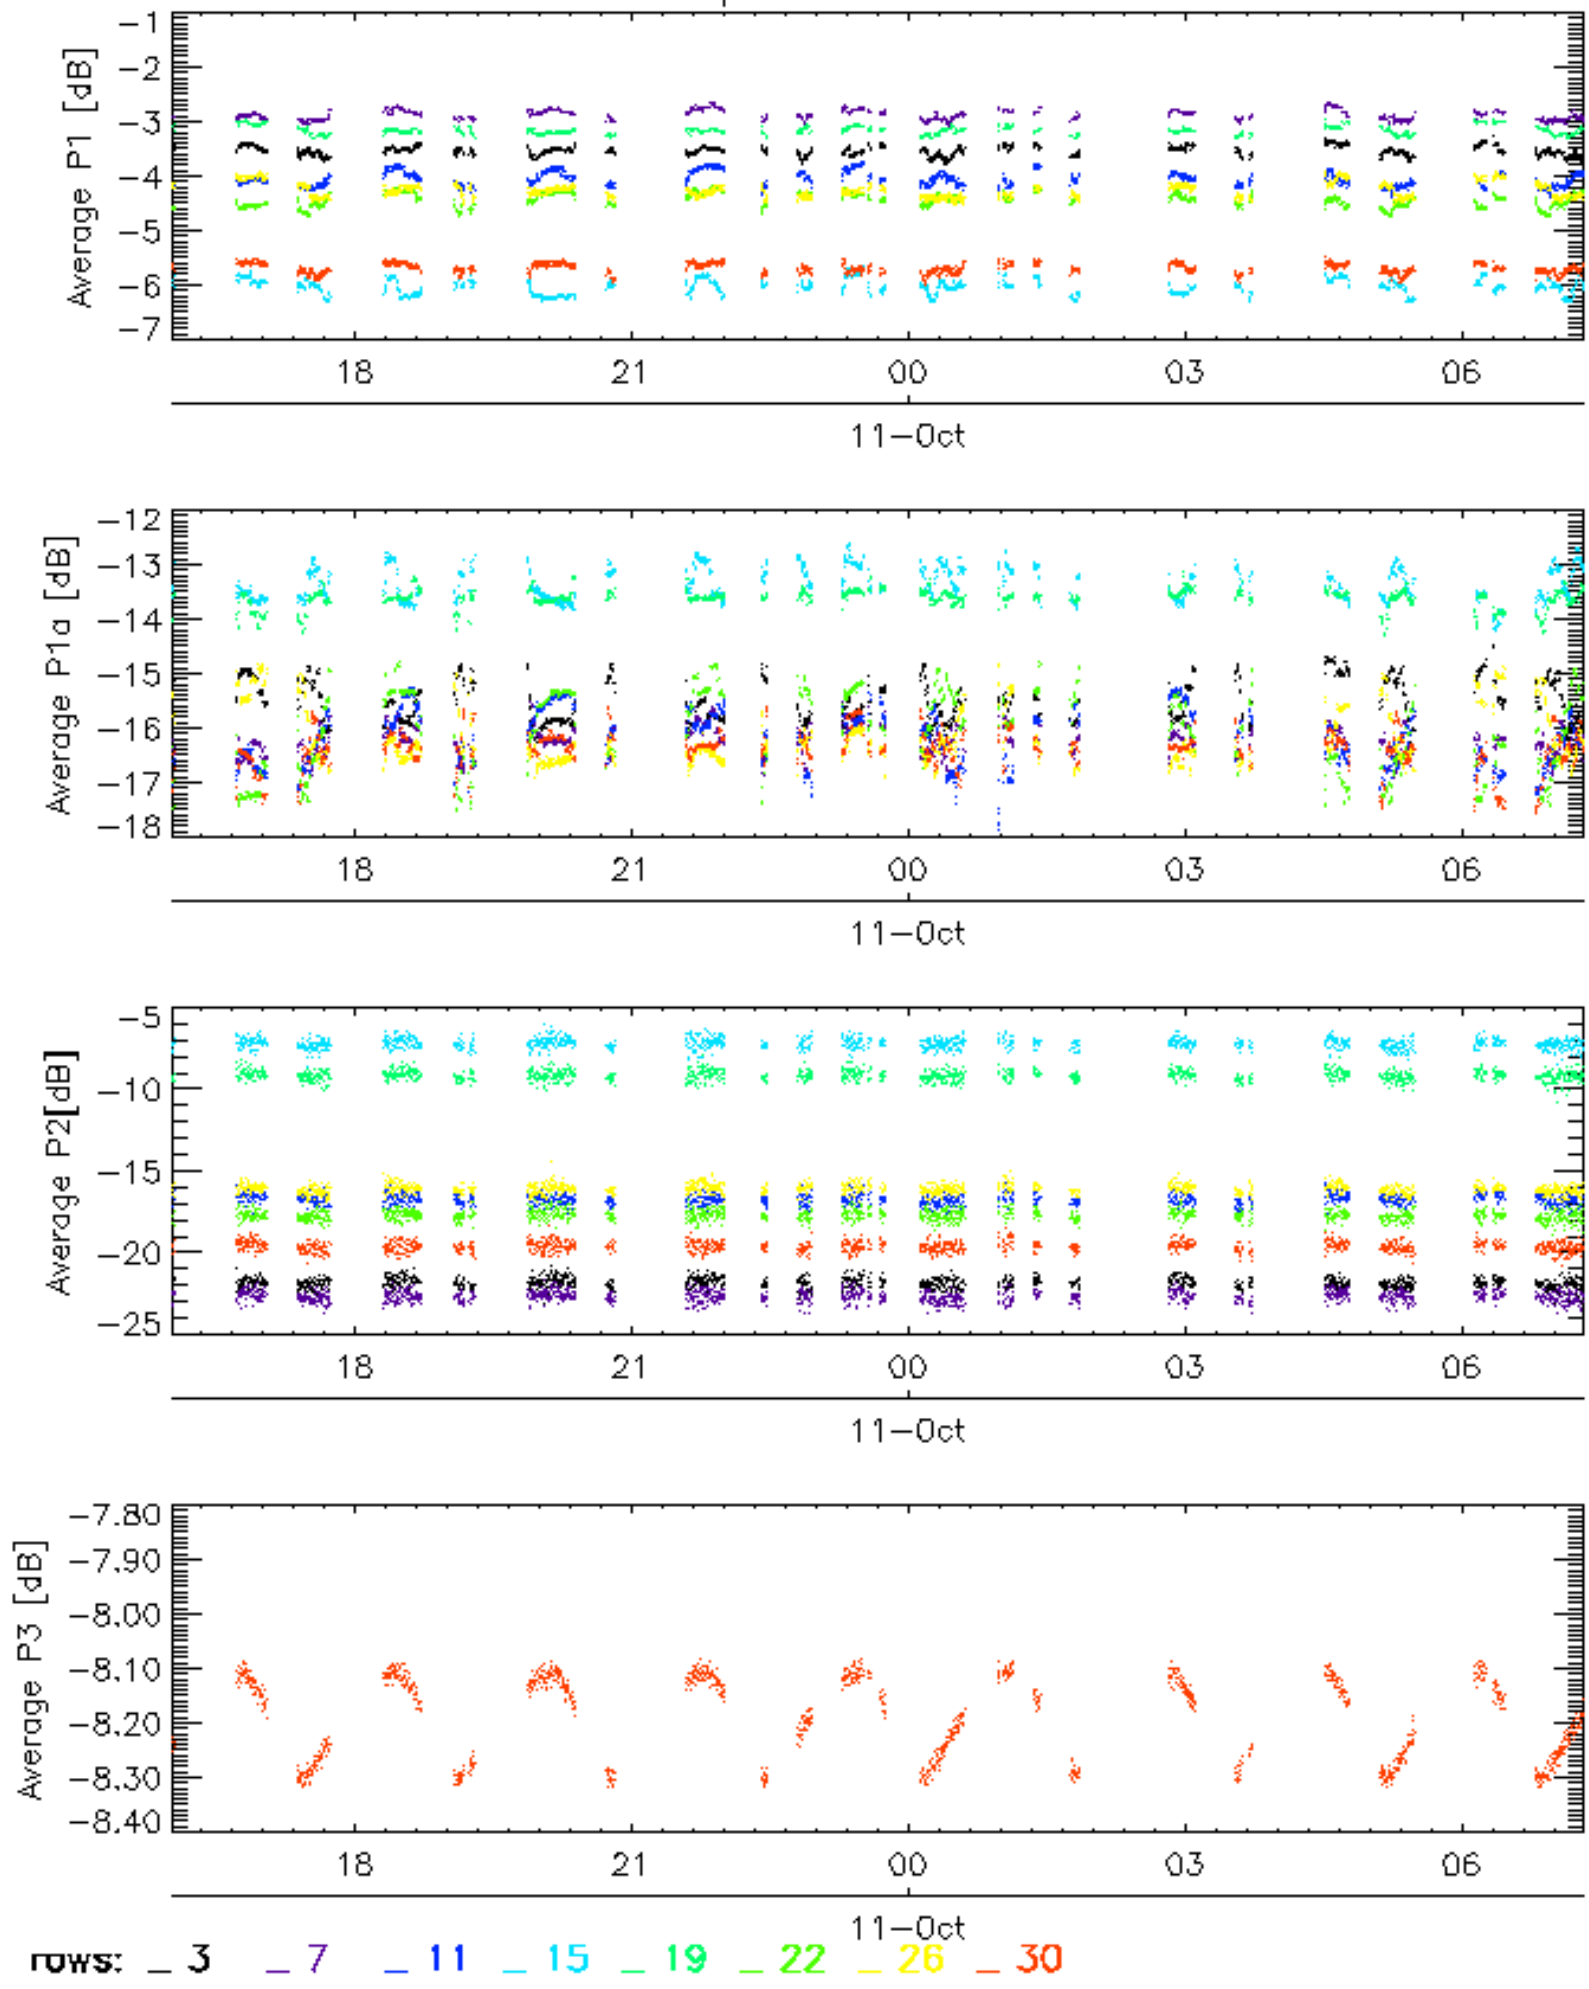 -1
-2
-3
-4
-5
-6
-7
Average P1 [dB]
18 21 00 03 06
11-Oct
-12
-13
-14
-15
-16
-17
-18
Average P1a [dB]
18 21 00 03 06
11-Oct
-5
-10
-15
-20
-25
Average P2[dB]
18 21 00 03 06
11-Oct
-7.80
-7.90
-8.00
-8.10
-8.20
-8.30
-8.40
Average P3 [dB]
18 21 00 03 06
11-Oct
rows: _ 3 _ 7 _ 11 _ 15 _ 19 _ 22 _ 26 _ 30